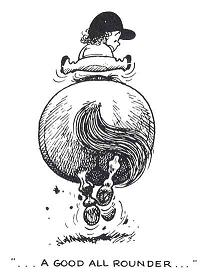 "... A GOOD ALL ROUNDER ..."